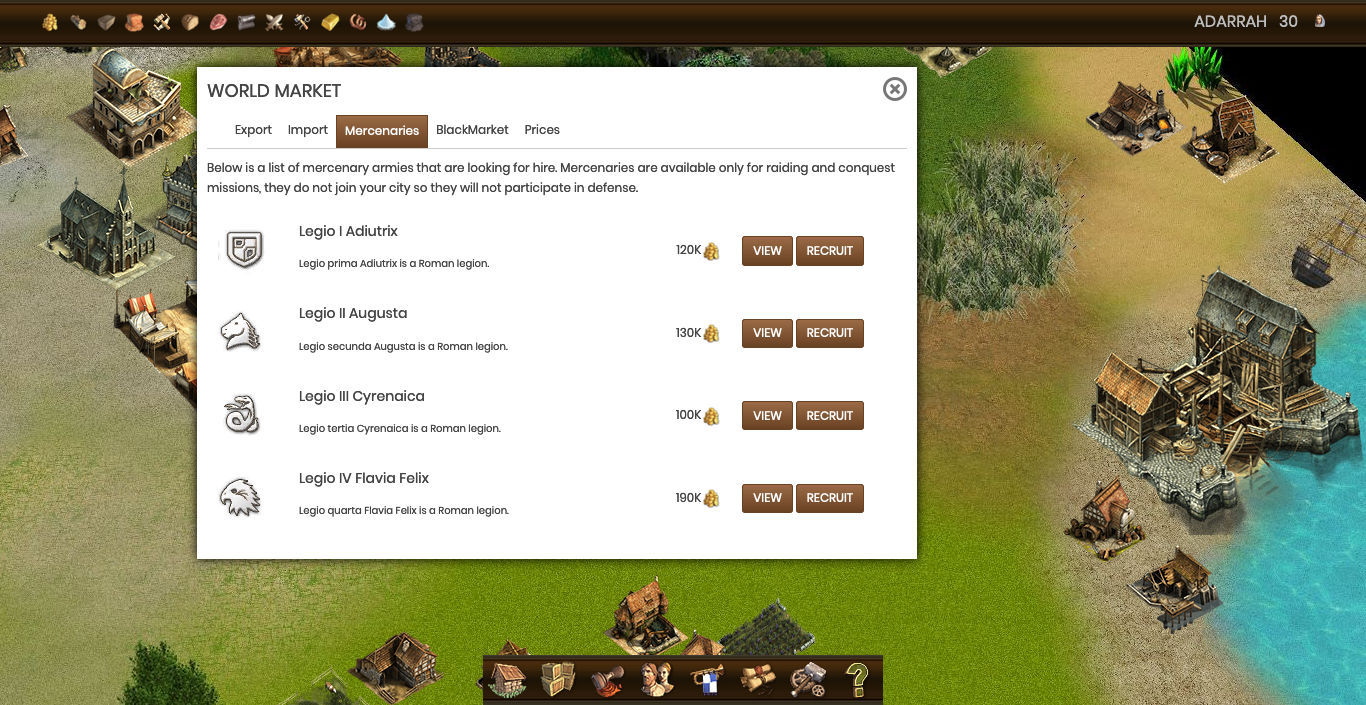 ADARRAH 30
WORLD MARKET
Export Import Mercenaries BlackMarket Prices
Below is a list of mercenary armies that are looking for hire. Mercenaries are available only for raiding and conquest
missions, they do not join your city so they will not participate in defense.
Legio I Adiutrix
120K VIEW RECRUIT
Legio prima Adiutrix is a Roman legion.
Legio II Augusta
130K VIEW RECRUIT
Legio secunda Augusta is a Roman legion.
Legio III Cyrenaica
100K VIEW RECRUIT
Legio tertia Cyrenaica is a Roman legion.
Legio IV Flavia Felix
190K VIEW RECRUIT
Legio quarta Flavia Felix is a Roman legion.